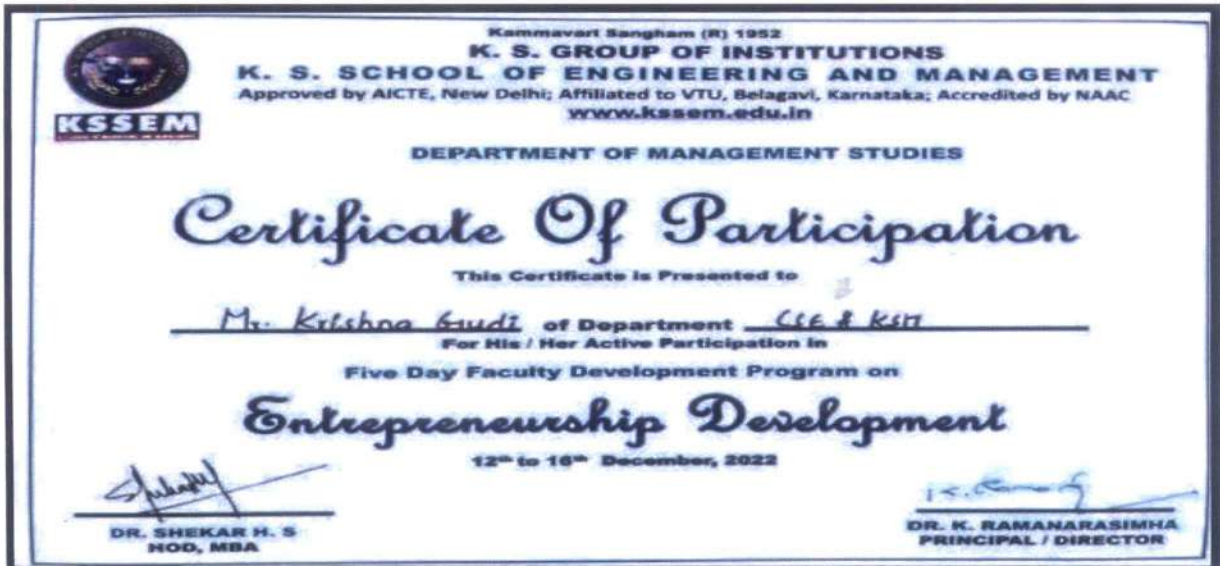 Kammavari Sangham (R) 1952
K. S. GROUP OF INSTITUTIONS
K. S. SCHOOL OF ENGINEERING AND MANAGEMENT
Approved by AICTE, New Delhi; Affiliated to VTU, Belagavi, Karnataka; Accredited by NAAC
www.kssem.edu.in
KSSEM
DEPARTMENT OF MANAGEMENT STUDIES
Certificate Of Participation
This Certificate is Presented to
Mr. Krishna Gudi of Department CSE &
For His / Her Active Participation in
Five Day Faculty Development Program on
Entrepreneurship Development
12th to 16th December, 2022
DR. SHEKAR H. S
HOD, MBA
DR. K. RAMANARASIMHA
PRINCIPAL / DIRECTOR